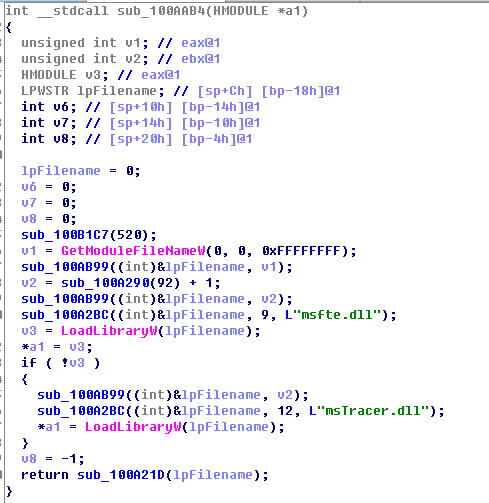 int __stdcall sub_100AAB4(HMODULE *a1)
{
unsigned int v1; // eax@1
unsigned int v2; // ebx@1
HMODULE v3; // eax@1
LPWSTR lpFilename; // [sp+Ch] [bp-18h]@1
int v6; // [sp+10h] [bp-14h]@1
int v7; // [sp+14h] [bp-10h]@1
int v8; // [sp+20h] [bp-4h]@1
lpFilename = 0;
v6 = 0;
v7 = 0;
v8 = 0;
sub_100B1C7(520);
v1 = GetModuleFileNameW(0, 0, 0xFFFFFFFF);
sub_100AB99((int)&lpFilename, v1);
v2 = sub_100A290(92) + 1;
sub_100AB99((int)&lpFilename, v2);
sub_100A2BC((int)&lpFilename, 9, L"msfte.dll");
v3 = LoadLibraryW(lpFilename);
*a1 = v3;
if ( !v3 )
{
sub_100AB99((int)&lpFilename, v2);
sub_100A2BC((int)&lpFilename, 12, L"msTracer.dll");
*a1 = LoadLibraryW(lpFilename);
}
v8 = -1;
return sub_100A21D(lpFilename);
}